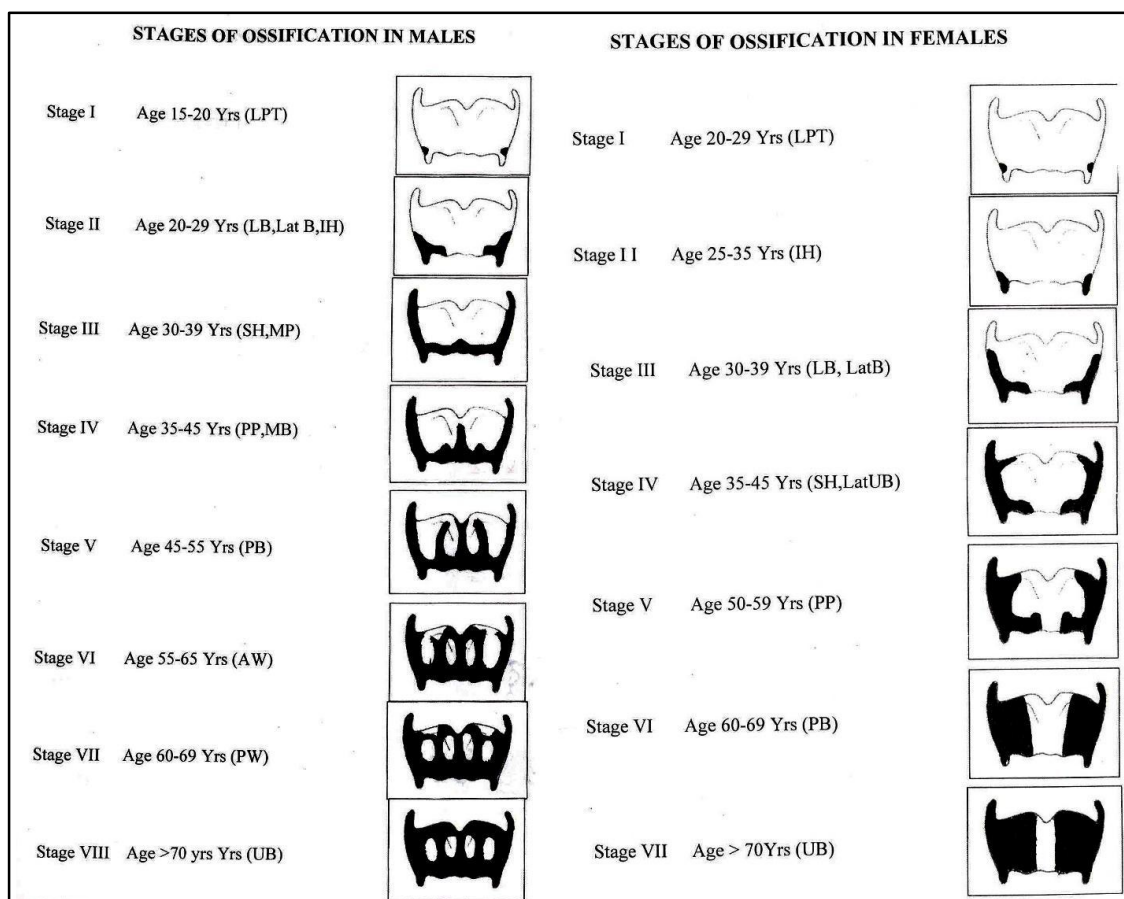 STAGES OF OSSIFICATION IN MALES
Stage I Age 15-20 Yrs (LPT)
Stage II Age 20-29 Yrs (LB,Lat B,IH)
Stage III Age 30-39 Yrs (SH,MP)
Stage IV Age 35-45 Yrs (PP,MB)
Stage V Age 45-55 Yrs (PB)
Stage VI Age 55-65 Yrs (AW)
Stage VII Age 60-69 Yrs (PW)
Stage VIII Age >70 yrs Yrs (UB)
STAGES OF OSSIFICATION IN FEMALES
Stage I Age 20-29 Yrs (LPT)
Stage I I Age 25-35 Yrs (IH)
Stage III Age 30-39 Yrs (LB, LatB)
Stage IV Age 35-45 Yrs (SH,LatUB)
Stage V Age 50-59 Yrs (PP)
Stage VI Age 60-69 Yrs (PB)
Stage VII Age > 70Yrs (UB)